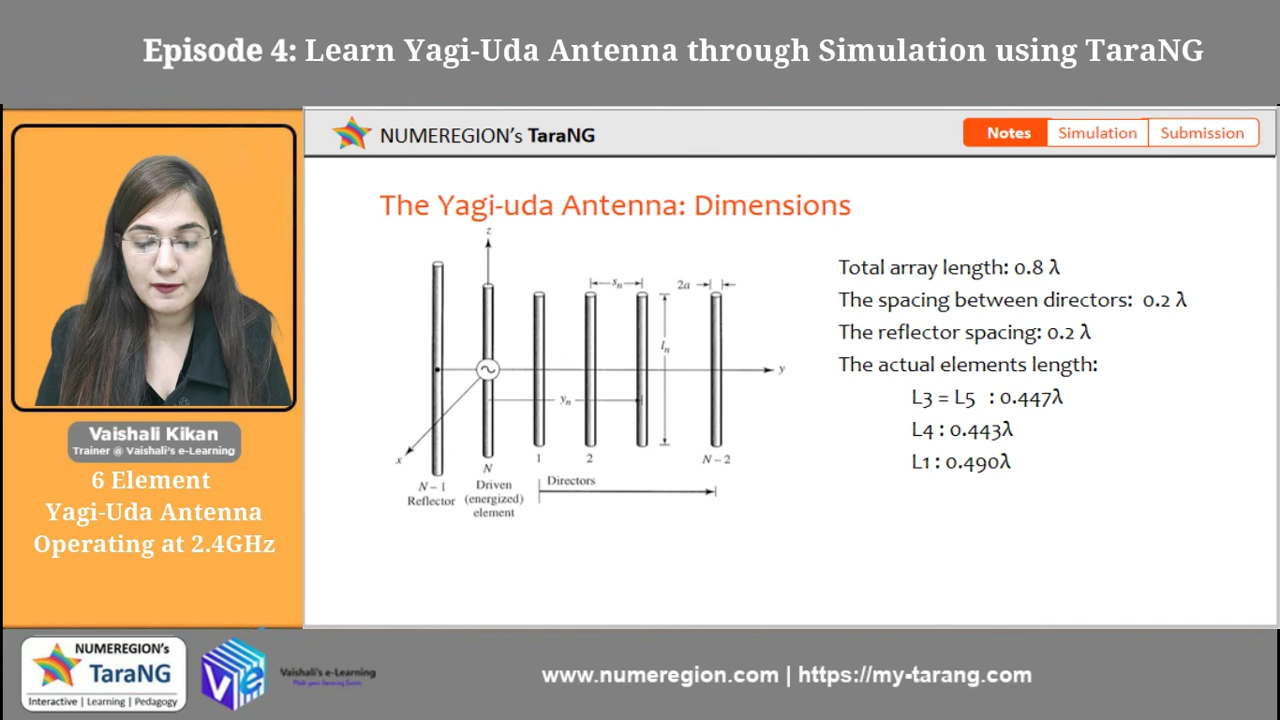 Episode 4: Learn Yagi-Uda Antenna through Simulation using TaraNG
NUMEREGION's TaraNG
Notes
Simulation
Submission
The Yagi-uda Antenna: Dimensions
z
sₙ
2a
lₙ
y
yₙ
x
N – 1
Reflector
N
Driven
(energized)
element
1
2
N – 2
Directors
Total array length: 0.8 λ
The spacing between directors: 0.2 λ
The reflector spacing: 0.2 λ
The actual elements length:
L3 = L5 : 0.447λ
L4 : 0.443λ
L1 : 0.490λ
Vaishali Kikan
Trainer @ Vaishali's e-Learning
6 Element
Yagi-Uda Antenna
Operating at 2.4GHz
NUMEREGION's
TaraNG
Interactive | Learning | Pedagogy
Vaishali's e-Learning
www.numeregion.com | https://my-tarang.com